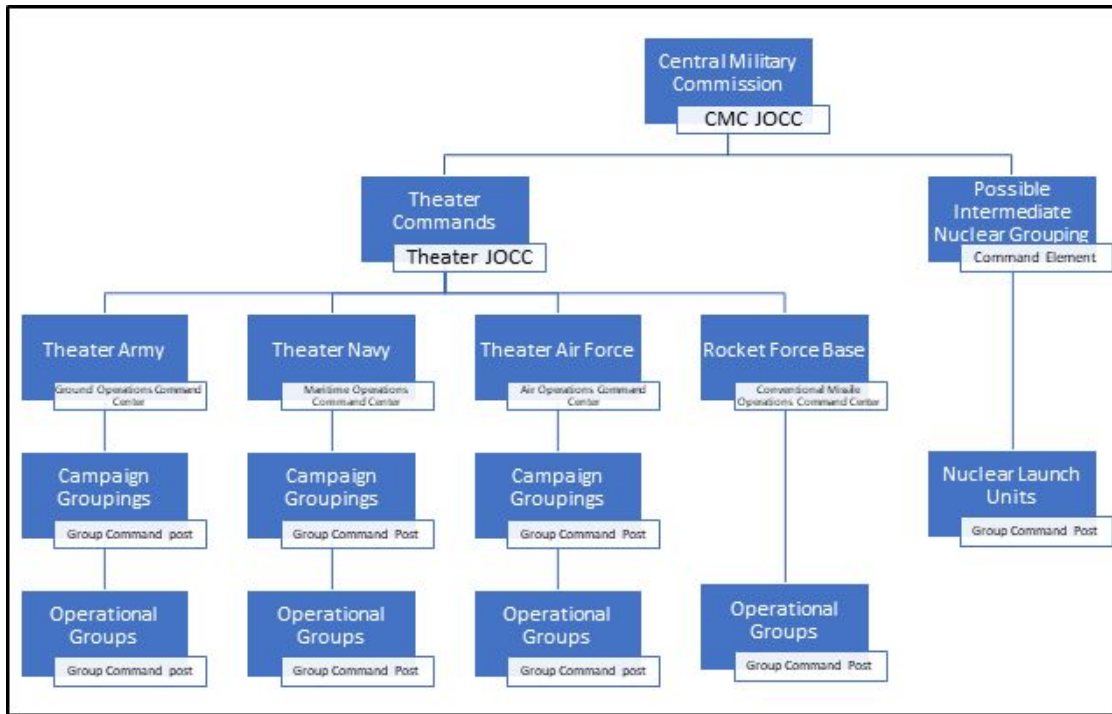 Central Military
Commission
CMC JOCC
Theater
Commands
Theater JOCC
Possible
Intermediate
Nuclear Grouping
Command Element
Theater Army
Ground Operations Command
Center
Theater Navy
Maritime Operations
Command Center
Theater Air Force
Air Operations Command
Center
Rocket Force Base
Conventional Missile
Operations Command Center
Campaign
Groupings
Group Command post
Campaign
Groupings
Group Command Post
Campaign
Groupings
Group Command Post
Nuclear Launch
Units
Group Command Post
Operational
Groups
Group Command post
Operational
Groups
Group Command Post
Operational
Groups
Group Command post
Operational
Groups
Group Command Post